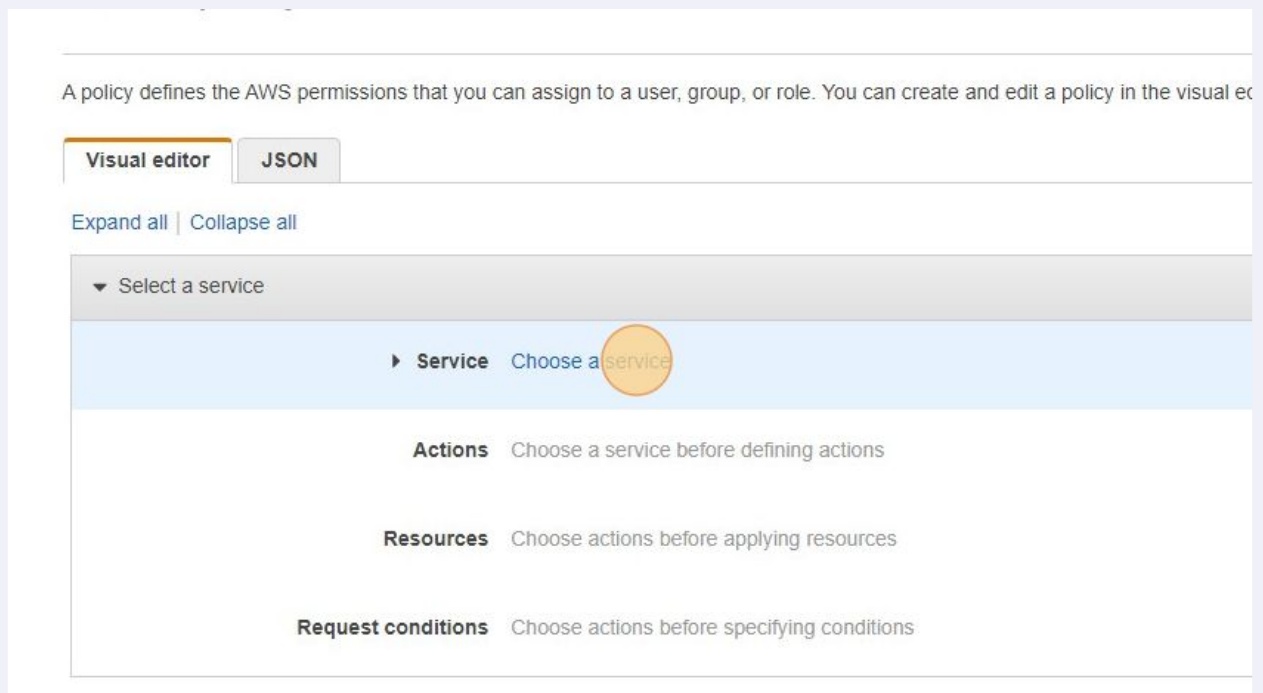 A policy defines the AWS permissions that you can assign to a user, group, or role. You can create and edit a policy in the visual
Visual editor JSON
Expand all | Collapse all
Select a service
Service Choose a service
Actions Choose a service before defining actions
Resources Choose actions before applying resources
Request conditions Choose actions before specifying conditions